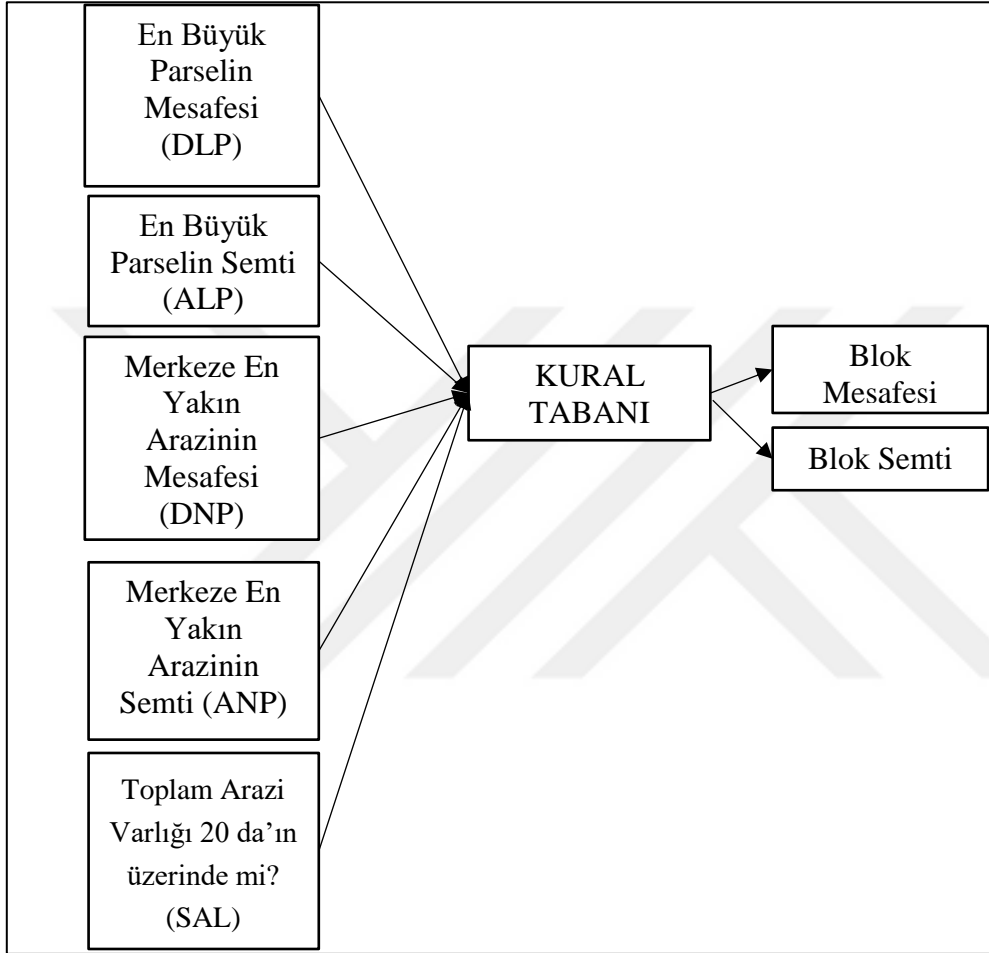 En Büyük
Parselin
Mesafesi
(DLP)
En Büyük
Parselin Semti
(ALP)
Merkeze En
Yakın
Arazinin
Mesafesi
(DNP)
Merkeze En
Yakın
Arazinin
Semti (ANP)
Toplam Arazi
Varlığı 20 da’ın
üzerinde mi?
(SAL)
KURAL
TABANI
Blok
Mesafesi
Blok Semti